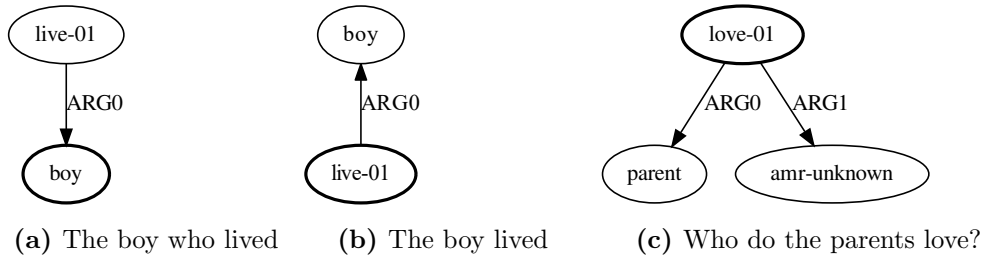 live-01
ARG0
boy
boy
ARG0
live-01
love-01
ARG0
ARG1
parent
amr-unknown
(a) The boy who lived
(b) The boy lived
(c) Who do the parents love?